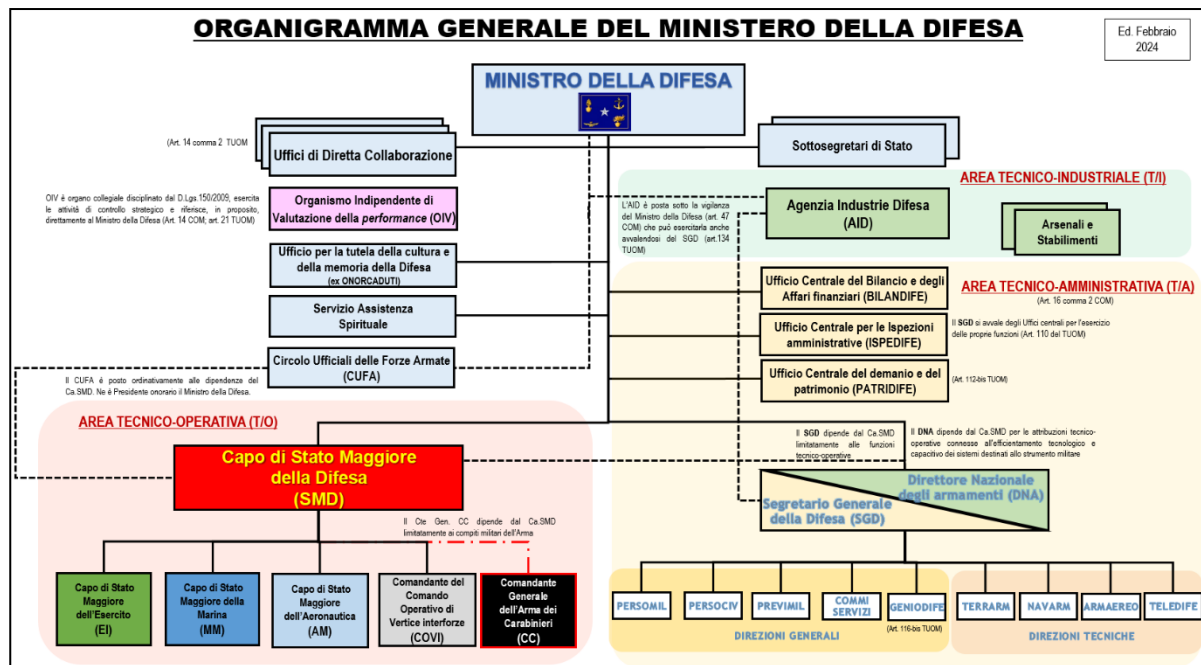 ORGANIGRAMMA GENERALE DEL MINISTERO DELLA DIFESA
Ed. Febbraio
2024
MINISTRO DELLA DIFESA
(Art. 14 comma 2 TUOM
Uffici di Diretta Collaborazione
Sottosegretari di Stato
OIV é organo collegiale disciplinato dal D.Lgs.150/2009, esercita
le attività di controllo strategico e riferisce, in proposito,
direttamente al Ministro della Difesa (Art. 14 COM; art. 21 TUOM)
Organismo Indipendente di
Valutazione della performance (OIV)
AREA TECNICO-INDUSTRIALE (T/I)
L'AID é posta sotto la vigilanza
del Ministro della Difesa (art. 47
COM) che può esercitarla anche
avvalendosi del SGD (art.134
TUOM)
Agenzia Industrie Difesa
(AID)
Arsenali e
Stabilimenti
Ufficio per la tutela della cultura e
della memoria della Difesa
(ex ONORCADUTI)
Servizio Assistenza
Spirituale
Circolo Ufficiali delle Forze Armate
(CUFA)
Il CUFA é posto ordinativamente alle dipendenze del
Ca.SMD. Ne é Presidente onorario il Ministro della Difesa.
Ufficio Centrale del Bilancio e degli
Affari finanziari (BILANDIFE)
AREA TECNICO-AMMINISTRATIVA (T/A)
(Art. 16 comma 2 COM)
Ufficio Centrale per le Ispezioni
amministrative (ISPEDIFE)
Il SGD si avvale degli Uffici centrali per l'esercizio
delle proprie funzioni (Art. 110 del TUOM)
Ufficio Centrale del demanio e del
patrimonio (PATRIDIFE)
(Art. 112-bis TUOM)
AREA TECNICO-OPERATIVA (T/O)
Capo di Stato Maggiore
della Difesa
(SMD)
Il SGD dipende dal Ca.SMD
limitatamente alle funzioni
tecnico-operative
Il DNA dipende dal Ca.SMD per le attribuzioni tecnico-
operative connesse all'efficientamento tecnologico e
capacitivo dei sistemi destinati allo strumento militare
Direttore Nazionale
degli armamenti (DNA)
Segretario Generale
della Difesa (SGD)
Il Cte Gen. CC dipende dal Ca.SMD
limitatamente ai compiti militari dell'Arma
Capo di Stato
Maggiore
dell'Esercito
(EI)
Capo di Stato
Maggiore della
Marina
(MM)
Capo di Stato
Maggiore
dell'Aeronautica
(AM)
Comandante del
Comando
Operativo di
Vertice interforze
(COVI)
Comandante
Generale
dell'Arma dei
Carabinieri
(CC)
PERSOMIL
PERSOCIV
PREVIMIL
COMMI
SERVIZI
GENIODIFE
(Art. 116-bis TUOM)
DIREZIONI GENERALI
TERRARM
NAVARM
ARMAEREO
TELEDIFE
DIREZIONI TECNICHE